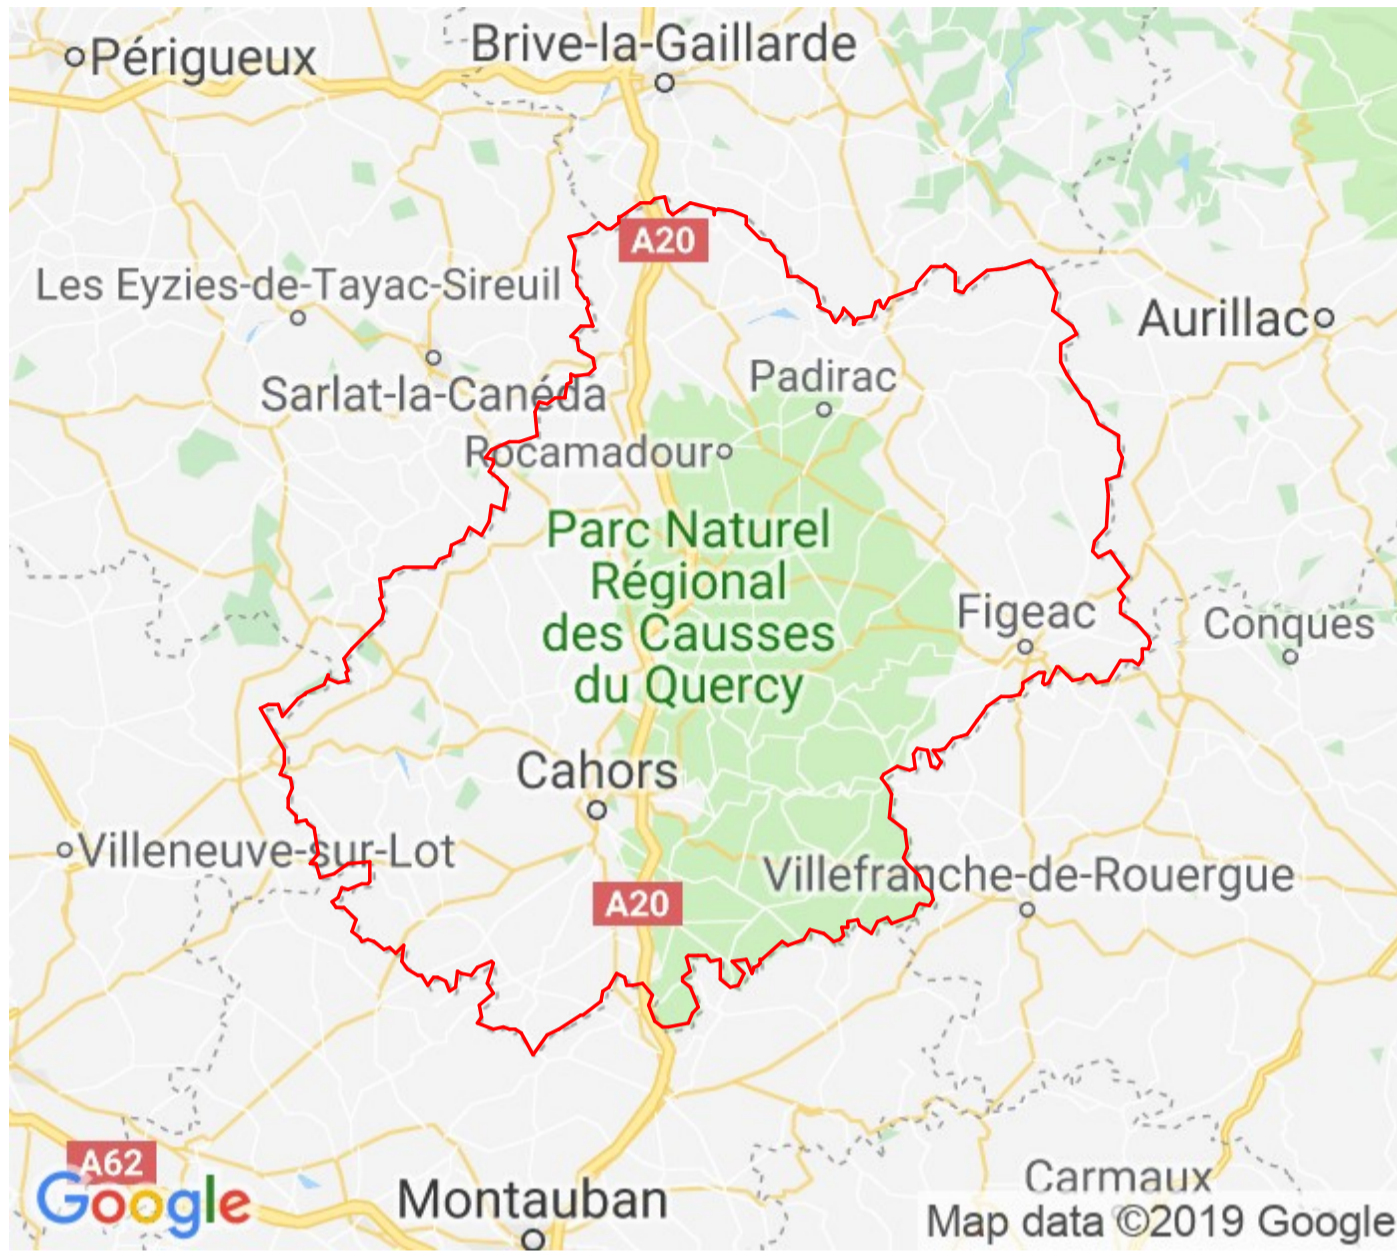 Périgueux
Brive-la-Gaillarde
A20
Les Eyzies-de-Tayac-Sireuil
Aurillac
Padirac
Sarlat-la-Canéda
Rocamadour
Parc Naturel
Régional
des Causses
du Quercy
Figeac
Conques
Cahors
Villeneuve-sur-Lot
Villefranche-de-Rouergue
A20
A62
Carmaux
Google
Montauban
Map data ©2019 Google